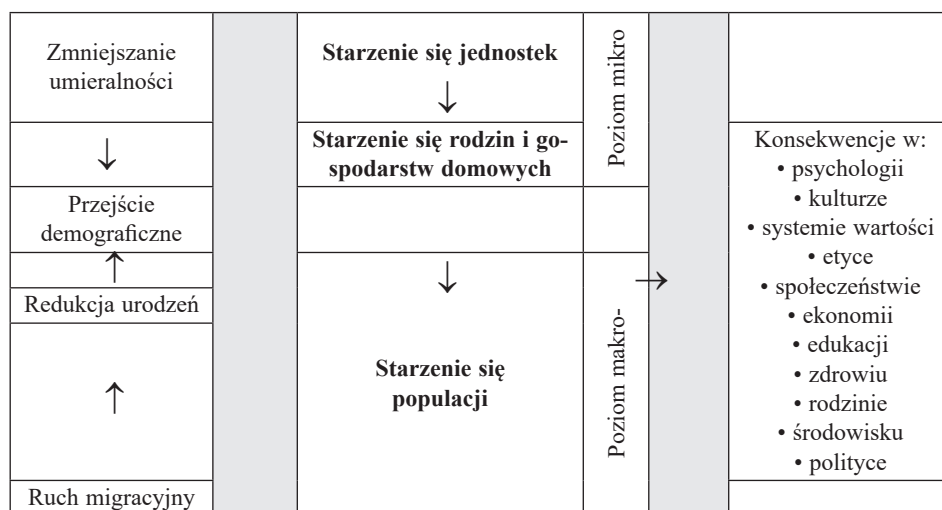 Zmniejszanie
umieralności
↓
Przejście
demograficzne
↑
Redukcja urodzeń
↑
Ruch migracyjny
Starzenie się jednostek
↓
Starzenie się rodzin i go-
spodarstw domowych
↓
Starzenie się
populacji
Poziom mikro
Poziom makro-
→
Konsekwencje w:
• psychologii
• kulturze
• systemie wartości
• etyce
• społeczeństwie
• ekonomii
• edukacji
• zdrowiu
• rodzinie
• środowisku
• polityce